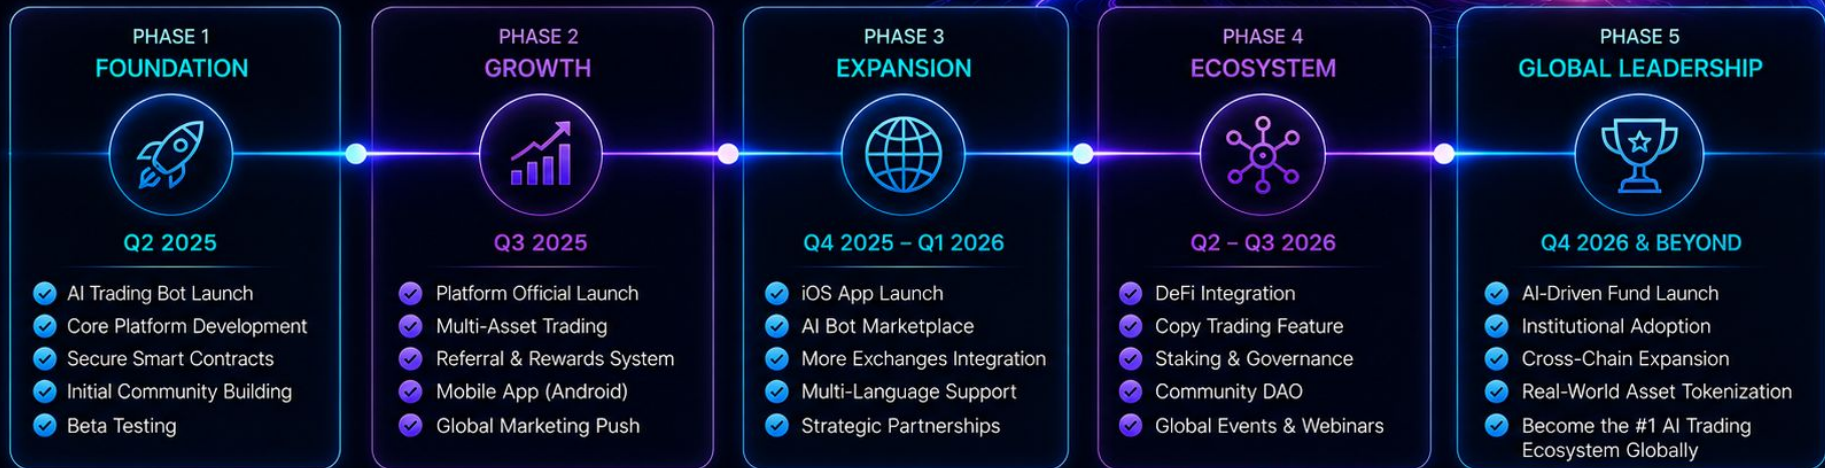 PHASE 1
FOUNDATION
Q2 2025
AI Trading Bot Launch
Core Platform Development
Secure Smart Contracts
Initial Community Building
Beta Testing
PHASE 2
GROWTH
Q3 2025
Platform Official Launch
Multi-Asset Trading
Referral & Rewards System
Mobile App (Android)
Global Marketing Push
PHASE 3
EXPANSION
Q4 2025 – Q1 2026
iOS App Launch
AI Bot Marketplace
More Exchanges Integration
Multi-Language Support
Strategic Partnerships
PHASE 4
ECOSYSTEM
Q2 – Q3 2026
DeFi Integration
Copy Trading Feature
Staking & Governance
Community DAO
Global Events & Webinars
PHASE 5
GLOBAL LEADERSHIP
Q4 2026 & BEYOND
AI-Driven Fund Launch
Institutional Adoption
Cross-Chain Expansion
Real-World Asset Tokenization
Become the #1 AI Trading
Ecosystem Globally